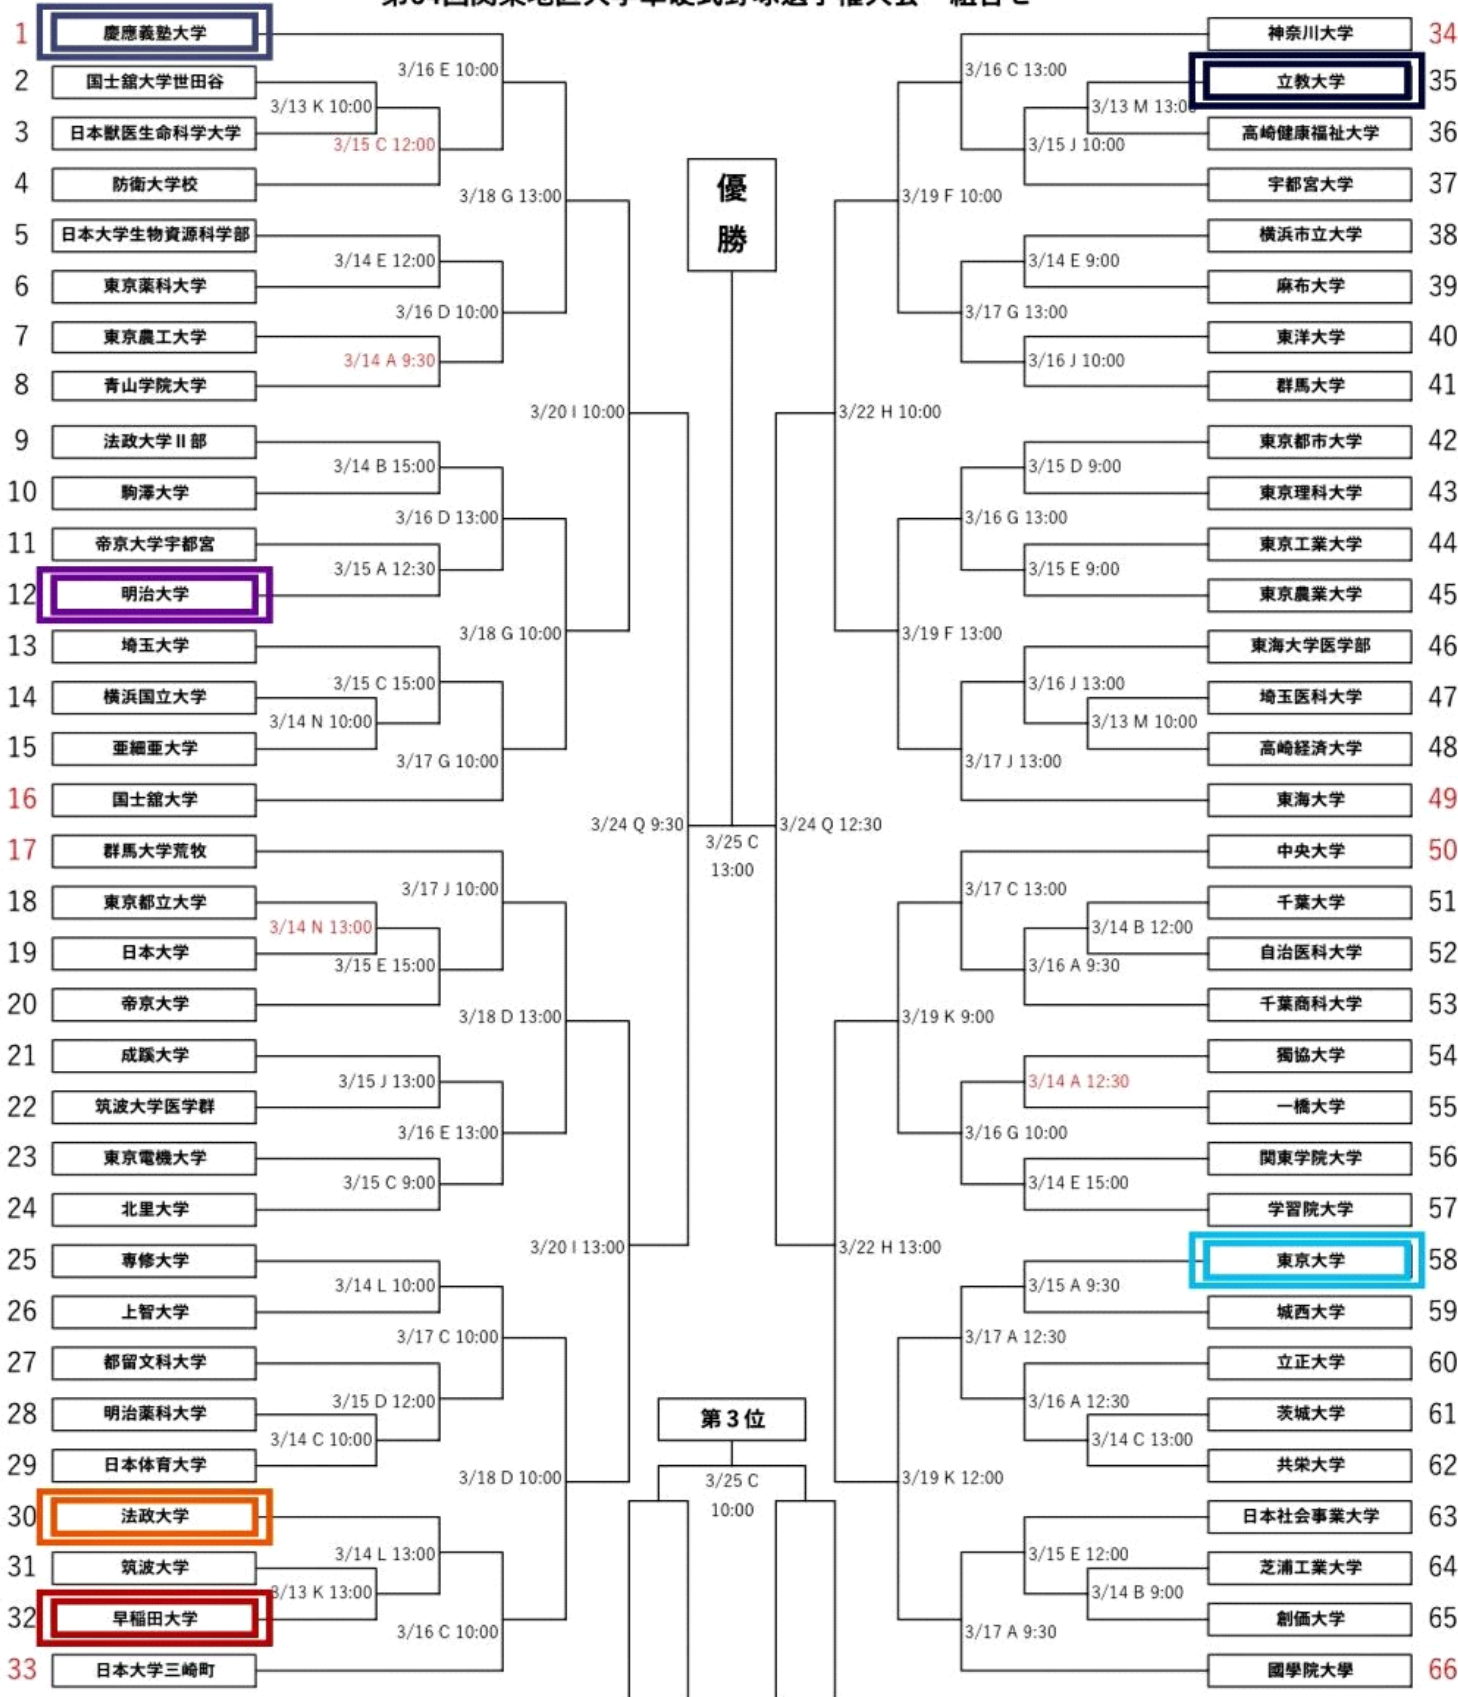 1 慶應義塾大学
2 国士舘大学世田谷
3 日本獣医生命科学大学
4 防衛大学校
5 日本大学生物資源科学部
6 東京薬科大学
7 東京農工大学
8 青山学院大学
9 法政大学Ⅱ部
10 駒澤大学
11 帝京大学宇都宮
12 明治大学
13 埼玉大学
14 横浜国立大学
15 亜細亜大学
16 国士舘大学
17 群馬大学荒牧
18 東京都立大学
19 日本大学
20 帝京大学
21 成蹊大学
22 筑波大学医学群
23 東京電機大学
24 北里大学
25 専修大学
26 上智大学
27 都留文科大学
28 明治薬科大学
29 日本体育大学
30 法政大学
31 筑波大学
32 早稲田大学
33 日本大学三崎町
3/16 E 10:00
3/13 K 10:00
3/15 C 12:00
3/18 G 13:00
3/14 E 12:00
3/16 D 10:00
3/14 A 9:30
3/20 I 10:00
3/14 B 15:00
3/16 D 13:00
3/15 A 12:30
3/18 G 10:00
3/15 C 15:00
3/14 N 10:00
3/17 G 10:00
3/24 Q 9:30
3/17 J 10:00
3/14 N 13:00
3/15 E 15:00
3/18 D 13:00
3/15 J 13:00
3/16 E 13:00
3/15 C 9:00
3/20 I 13:00
3/14 L 10:00
3/17 C 10:00
3/15 D 12:00
3/14 C 10:00
3/18 D 10:00
3/14 L 13:00
3/13 K 13:00
3/16 C 10:00
優
勝
3/25 C
13:00
第3位
3/25 C
10:00
3/16 C 13:00
3/13 M 13:00
3/15 J 10:00
3/19 F 10:00
3/14 E 9:00
3/17 G 13:00
3/16 J 10:00
3/22 H 10:00
3/15 D 9:00
3/16 G 13:00
3/15 E 9:00
3/19 F 13:00
3/16 J 13:00
3/13 M 10:00
3/17 J 13:00
3/24 Q 12:30
3/17 C 13:00
3/14 B 12:00
3/16 A 9:30
3/19 K 9:00
3/14 A 12:30
3/16 G 10:00
3/14 E 15:00
3/22 H 13:00
3/15 A 9:30
3/17 A 12:30
3/16 A 12:30
3/14 C 13:00
3/19 K 12:00
3/15 E 12:00
3/14 B 9:00
3/17 A 9:30
神奈川大学 34
立教大学 35
高崎健康福祉大学 36
宇都宮大学 37
横浜市立大学 38
麻布大学 39
東洋大学 40
群馬大学 41
東京都市大学 42
東京理科大学 43
東京工業大学 44
東京農業大学 45
東海大学医学部 46
埼玉医科大学 47
高崎経済大学 48
東海大学 49
中央大学 50
千葉大学 51
自治医科大学 52
千葉商科大学 53
獨協大学 54
一橋大学 55
関東学院大学 56
学習院大学 57
東京大学 58
城西大学 59
立正大学 60
茨城大学 61
共栄大学 62
日本社会事業大学 63
芝浦工業大学 64
創価大学 65
國學院大學 66